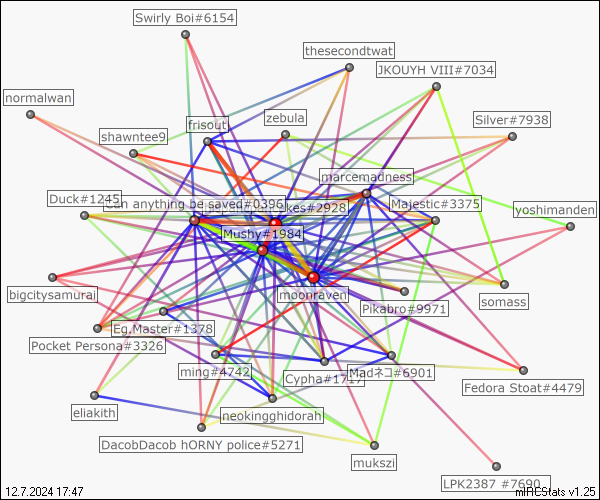 Swirly Boi#6154
thesecondtwat
JKOUYH VIII#7034
normalwan
frisout
zebula
Silver#7938
shawntee9
marcemadness
Duck#1245
Can anything be saved#0396
kes#2928
Majestic#3375
yoshimanden
Mushy#1984
bigcitysamurai
moonraven
Pikabro#9971
somass
Eg.Master#1378
Pocket Persona#3326
ming#4742
Cypha#1717
Madネコ#6901
Fedora Stoat#4479
eliakith
neokingghidorah
DacobDacob hORNY police#5271
mukszi
LPK2387 #7690
12.7.2024 17:47
mIRCStats v1.25